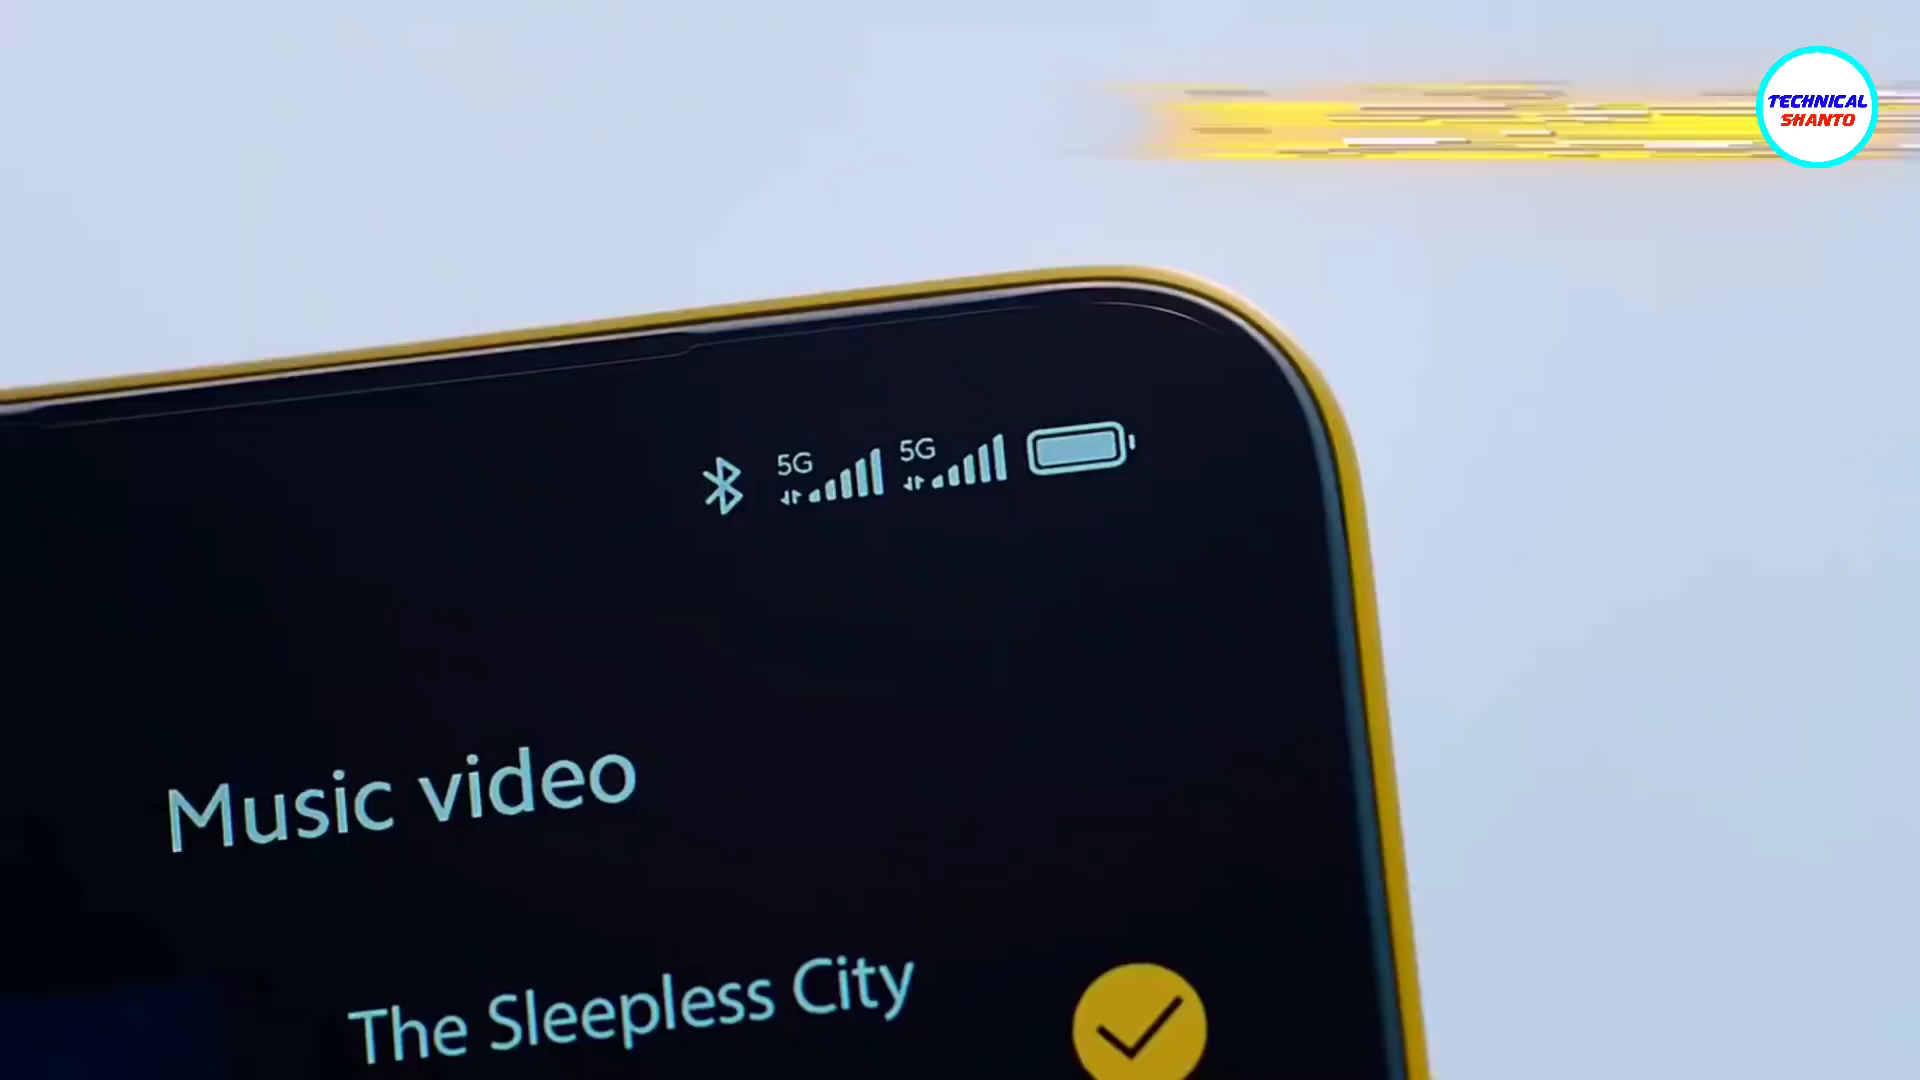 TECHNICAL
SHANTO
5G 5G
Music video
The Sleepless City